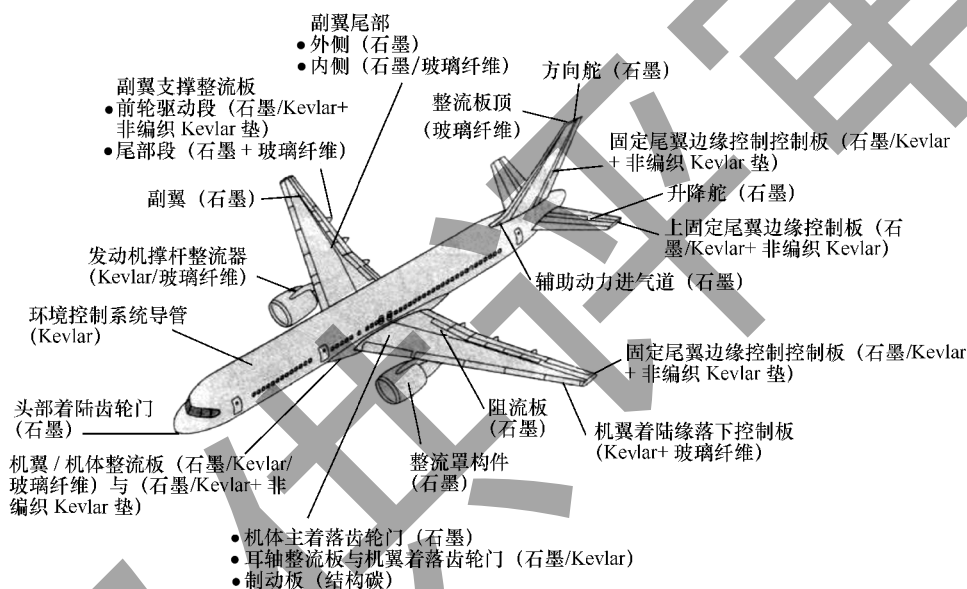 副翼尾部
●外侧（石墨）
●内侧（石墨/玻璃纤维）
副翼支撑整流板
●前轮驱动段（石墨/Kevlar+
非编织 Kevlar 垫）
●尾部段（石墨+玻璃纤维）
方向舵（石墨）
整流板顶
（玻璃纤维）
固定尾翼边缘控制控制板（石墨/Kevlar
+ 非编织 Kevlar 垫）
副翼（石墨）
升降舵（石墨）
上固定尾翼边缘控制板（石
墨/Kevlar+ 非编织 Kevlar）
发动机撑杆整流器
（Kevlar/玻璃纤维）
辅助动力进气道（石墨）
环境控制系统导管
（Kevlar）
固定尾翼边缘控制控制板（石墨/Kevlar
+ 非编织 Kevlar 垫）
头部着陆齿轮门
（石墨）
阻流板
（石墨）
机翼着陆缘落下控制板
（Kevlar+ 玻璃纤维）
机翼/机体整流板（石墨/Kevlar/
玻璃纤维）与（石墨/Kevlar+ 非
编织 Kevlar 垫）
整流罩构件
（石墨）
●机体主着落齿轮门（石墨）
●耳轴整流板与机翼着落齿轮门（石墨/Kevlar）
●制动板（结构碳）